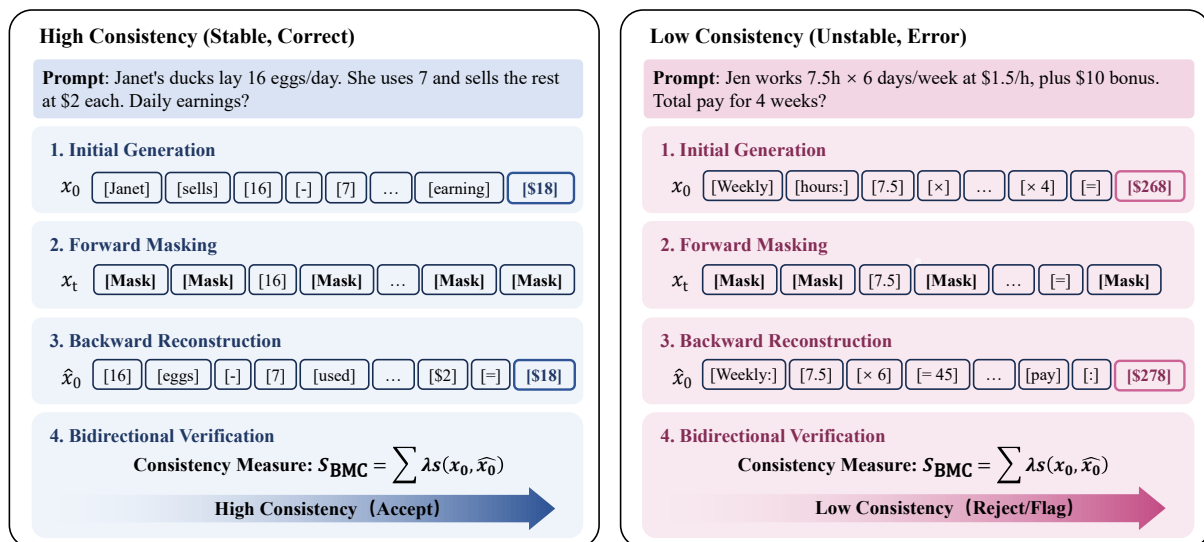 High Consistency (Stable, Correct)
Prompt: Janet's ducks lay 16 eggs/day. She uses 7 and sells the rest
at $2 each. Daily earnings?
1. Initial Generation
x₀ [Janet] [sells] [16] [-] [7] … [earning] [$18]
2. Forward Masking
xₜ [Mask] [Mask] [16] [Mask] … [Mask] [Mask]
3. Backward Reconstruction
x̂₀ [16] [eggs] [-] [7] [used] … [$2] [=] [$18]
4. Bidirectional Verification
Consistency Measure: S_BMC = ∑ λs(x₀, x̂₀)
High Consistency (Accept)
Low Consistency (Unstable, Error)
Prompt: Jen works 7.5h × 6 days/week at $1.5/h, plus $10 bonus.
Total pay for 4 weeks?
1. Initial Generation
x₀ [Weekly] [hours:] [7.5] [×] … [× 4] [=] [$268]
2. Forward Masking
xₜ [Mask] [Mask] [7.5] [Mask] … [=] [Mask]
3. Backward Reconstruction
x̂₀ [Weekly:] [7.5] [× 6] [= 45] … [pay] [:] [$278]
4. Bidirectional Verification
Consistency Measure: S_BMC = ∑ λs(x₀, x̂₀)
Low Consistency (Reject/Flag)